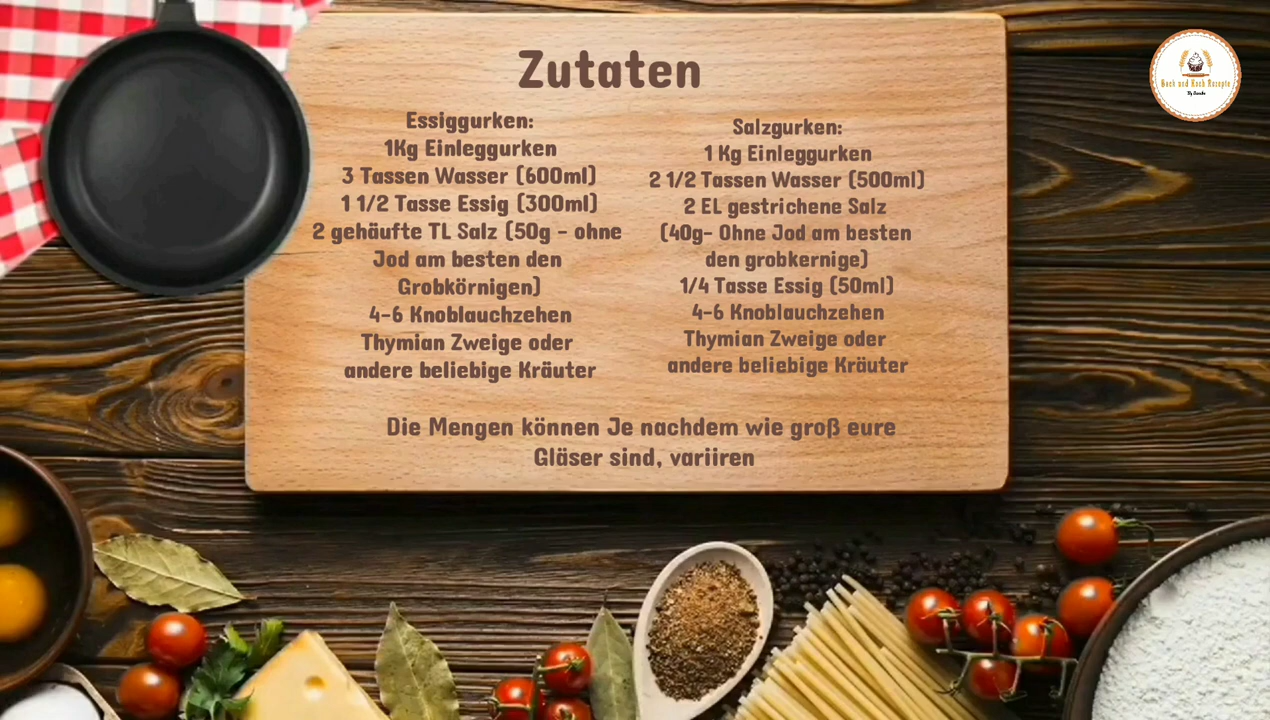 Zutaten
Essiggurken:
1Kg Einleggurken
3 Tassen Wasser (600ml)
1 1/2 Tasse Essig (300ml)
2 gehäufte TL Salz (50g - ohne
Jod am besten den
Grobkörnigen)
4-6 Knoblauchzehen
Thymian Zweige oder
andere beliebige Kräuter
Salzgurken:
1 Kg Einleggurken
2 1/2 Tassen Wasser (500ml)
2 EL gestrichene Salz
(40g- Ohne Jod am besten
den grobkernige)
1/4 Tasse Essig (50ml)
4-6 Knoblauchzehen
Thymian Zweige oder
andere beliebige Kräuter
Die Mengen können Je nachdem wie groß eure
Gläser sind, variiren
Back und Koch Rezepte